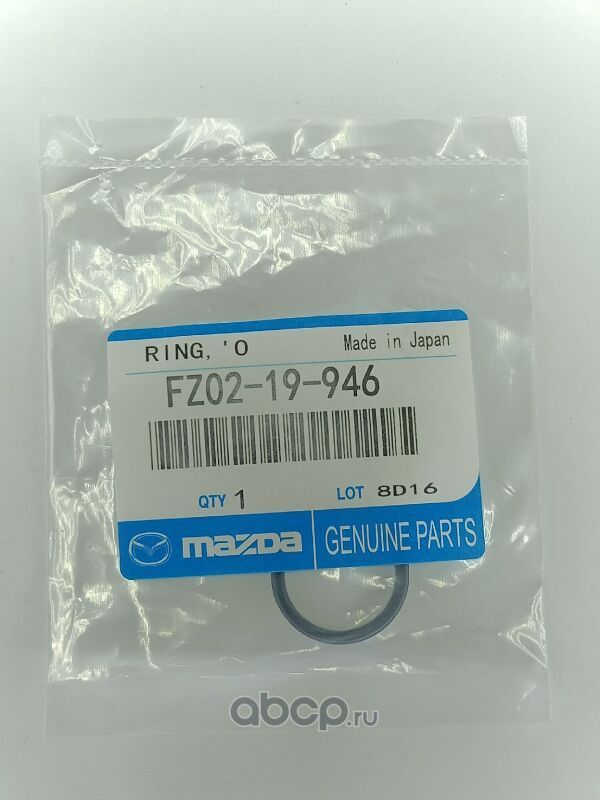 RING, 'O Made in Japan
FZ02-19-946
QTY 1 LOT 8D16
mazda GENUINE PARTS
abcp.ru